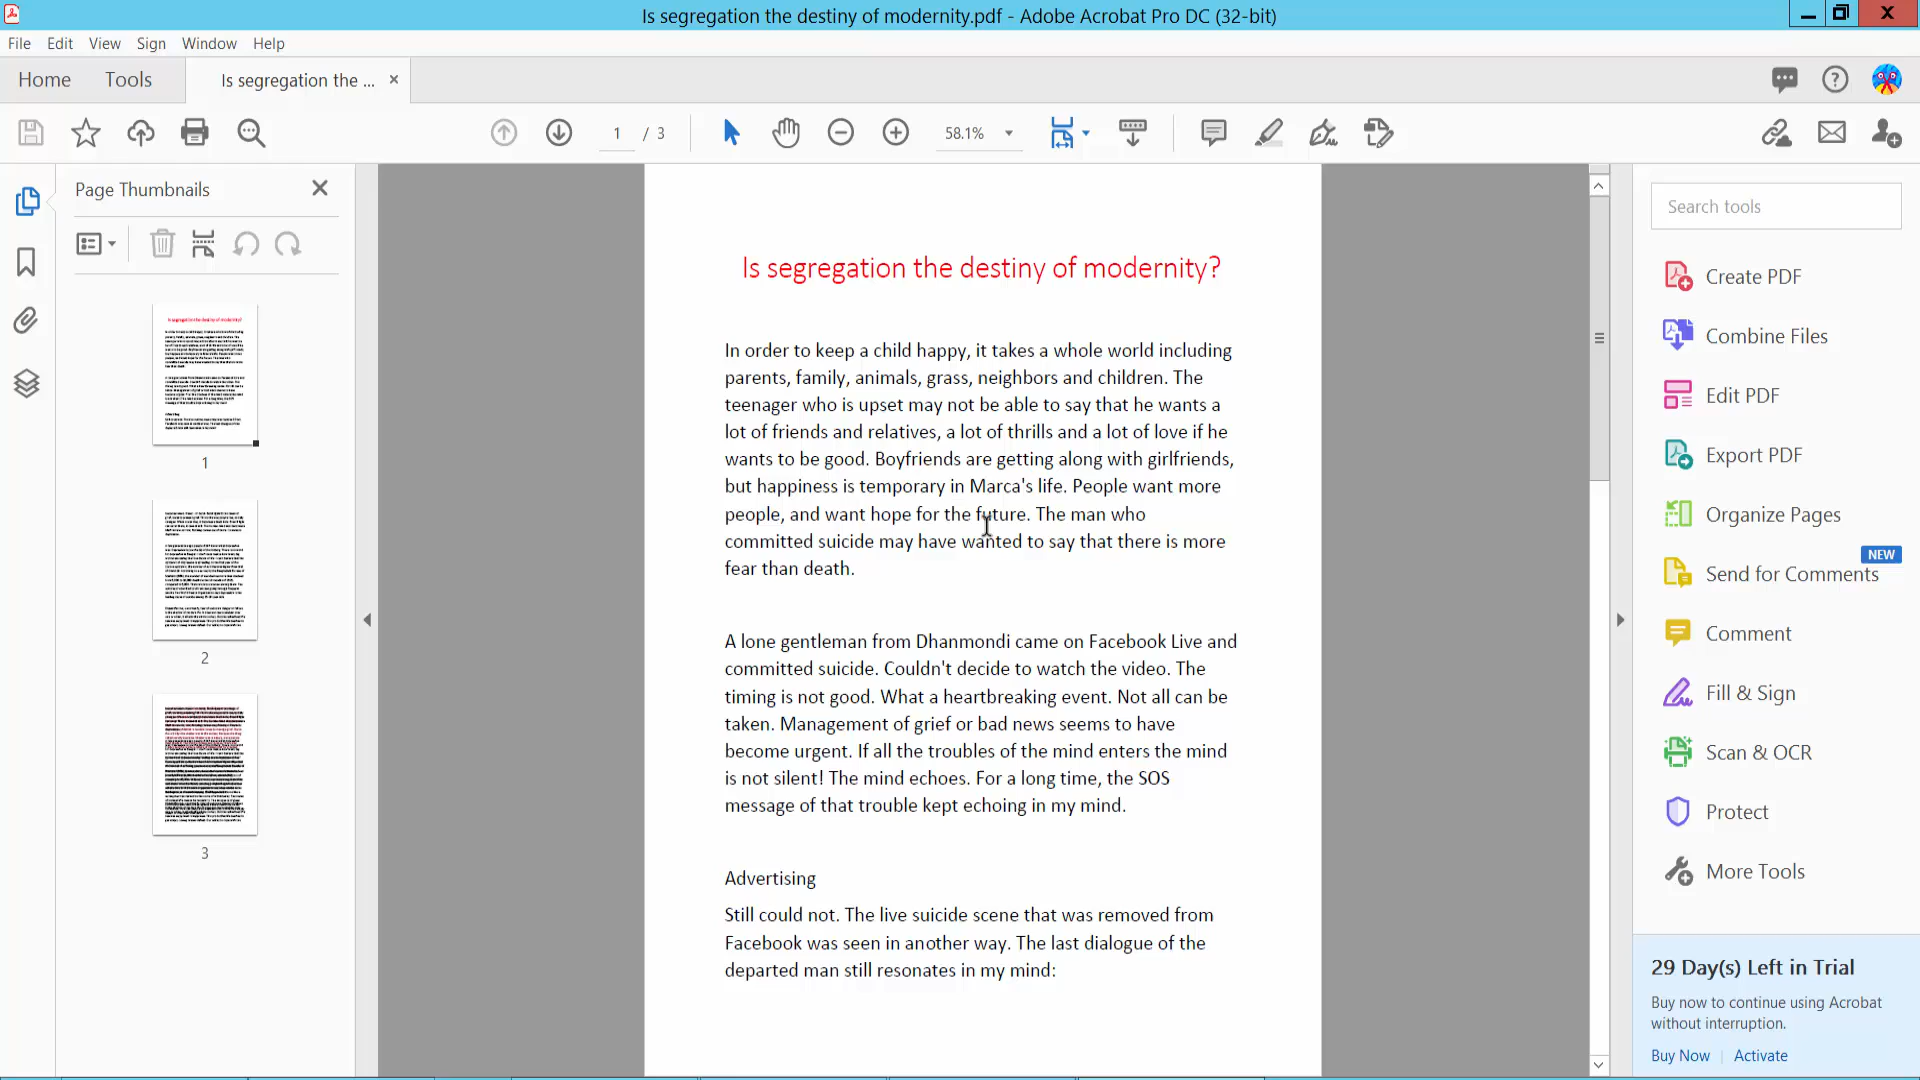 Is segregation the destiny of modernity.pdf - Adobe Acrobat Pro DC (32-bit)
File Edit View Sign Window Help
Home Tools Is segregation the ... ×
1 / 3 58.1%
Page Thumbnails
1
2
3
Is segregation the destiny of modernity?
In order to keep a child happy, it takes a whole world including
parents, family, animals, grass, neighbors and children. The
teenager who is upset may not be able to say that he wants a
lot of friends and relatives, a lot of thrills and a lot of love if he
wants to be good. Boyfriends are getting along with girlfriends,
but happiness is temporary in Marca's life. People want more
people, and want hope for the future. The man who
committed suicide may have wanted to say that there is more
fear than death.
A lone gentleman from Dhanmondi came on Facebook Live and
committed suicide. Couldn't decide to watch the video. The
timing is not good. What a heartbreaking event. Not all can be
taken. Management of grief or bad news seems to have
become urgent. If all the troubles of the mind enters the mind
is not silent! The mind echoes. For a long time, the SOS
message of that trouble kept echoing in my mind.
Advertising
Still could not. The live suicide scene that was removed from
Facebook was seen in another way. The last dialogue of the
departed man still resonates in my mind:
Search tools
Create PDF
Combine Files
Edit PDF
Export PDF
Organize Pages
NEW
Send for Comments
Comment
Fill & Sign
Scan & OCR
Protect
More Tools
29 Day(s) Left in Trial
Buy now to continue using Acrobat
without interruption.
Buy Now | Activate